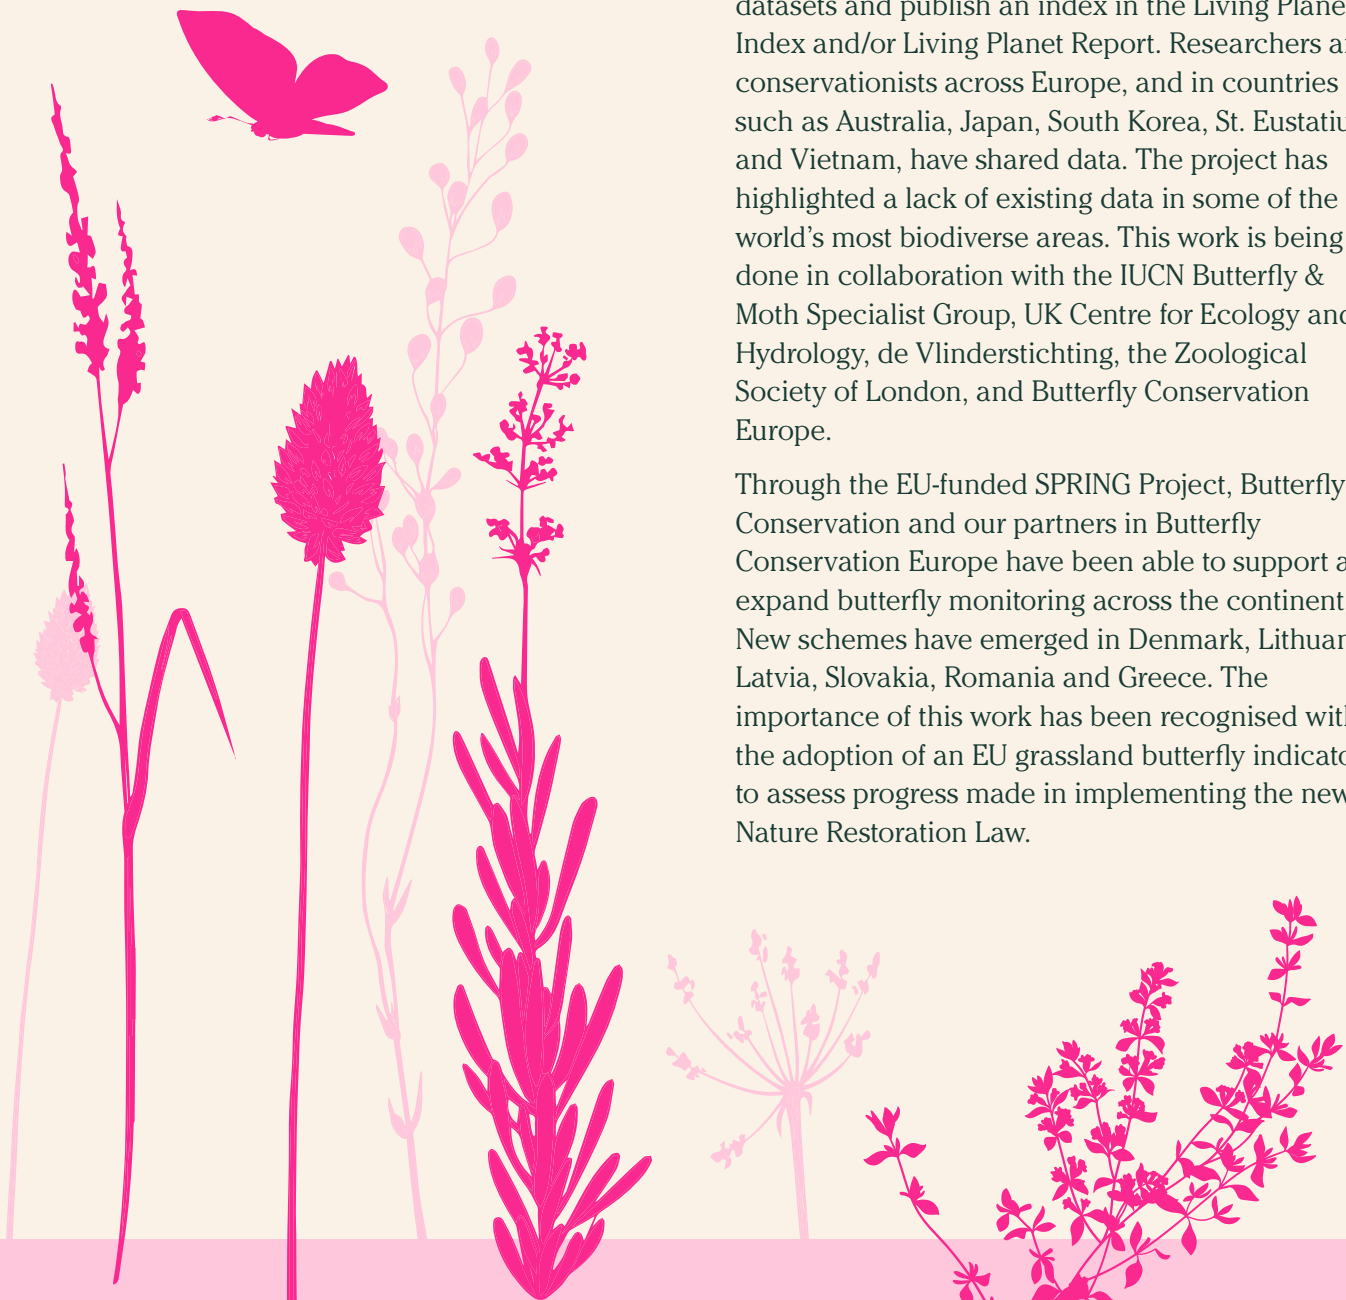 datasets and publish an index in the Living Plane
Index and/or Living Planet Report. Researchers a
conservationists across Europe, and in countries
such as Australia, Japan, South Korea, St. Eustatiu
and Vietnam, have shared data. The project has
highlighted a lack of existing data in some of the
world’s most biodiverse areas. This work is being
done in collaboration with the IUCN Butterfly &
Moth Specialist Group, UK Centre for Ecology and
Hydrology, de Vlinderstichting, the Zoological
Society of London, and Butterfly Conservation
Europe.
Through the EU-funded SPRING Project, Butterfly
Conservation and our partners in Butterfly
Conservation Europe have been able to support a
expand butterfly monitoring across the continent
New schemes have emerged in Denmark, Lithuan
Latvia, Slovakia, Romania and Greece. The
importance of this work has been recognised with
the adoption of an EU grassland butterfly indicato
to assess progress made in implementing the new
Nature Restoration Law.